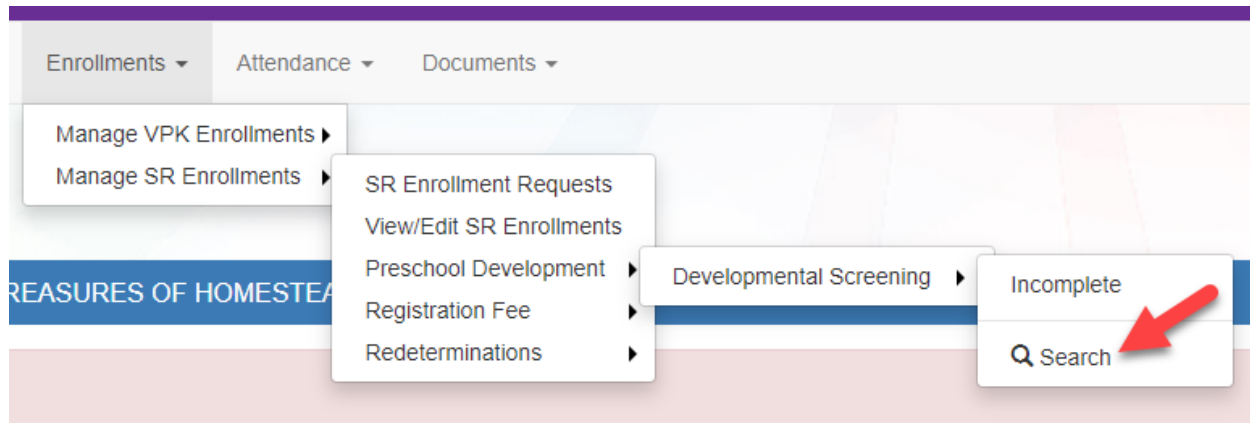 Enrollments Attendance Documents
Manage VPK Enrollments
Manage SR Enrollments
SR Enrollment Requests
View/Edit SR Enrollments
Preschool Development
Registration Fee
Redeterminations
Developmental Screening
Incomplete
Search
REASURES OF HOMESTEA